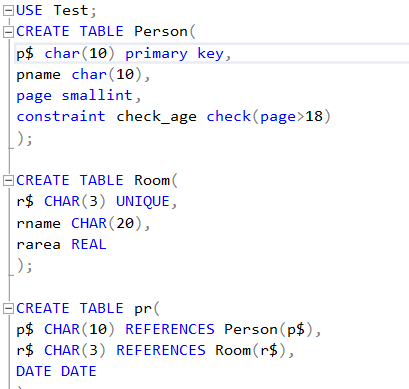 USE Test;
CREATE TABLE Person(
p$ char(10) primary key,
pname char(10),
page smallint,
constraint check_age check(page>18)
);
CREATE TABLE Room(
r$ CHAR(3) UNIQUE,
rname CHAR(20),
rarea REAL
);
CREATE TABLE pr(
p$ CHAR(10) REFERENCES Person(p$),
r$ CHAR(3) REFERENCES Room(r$),
DATE DATE